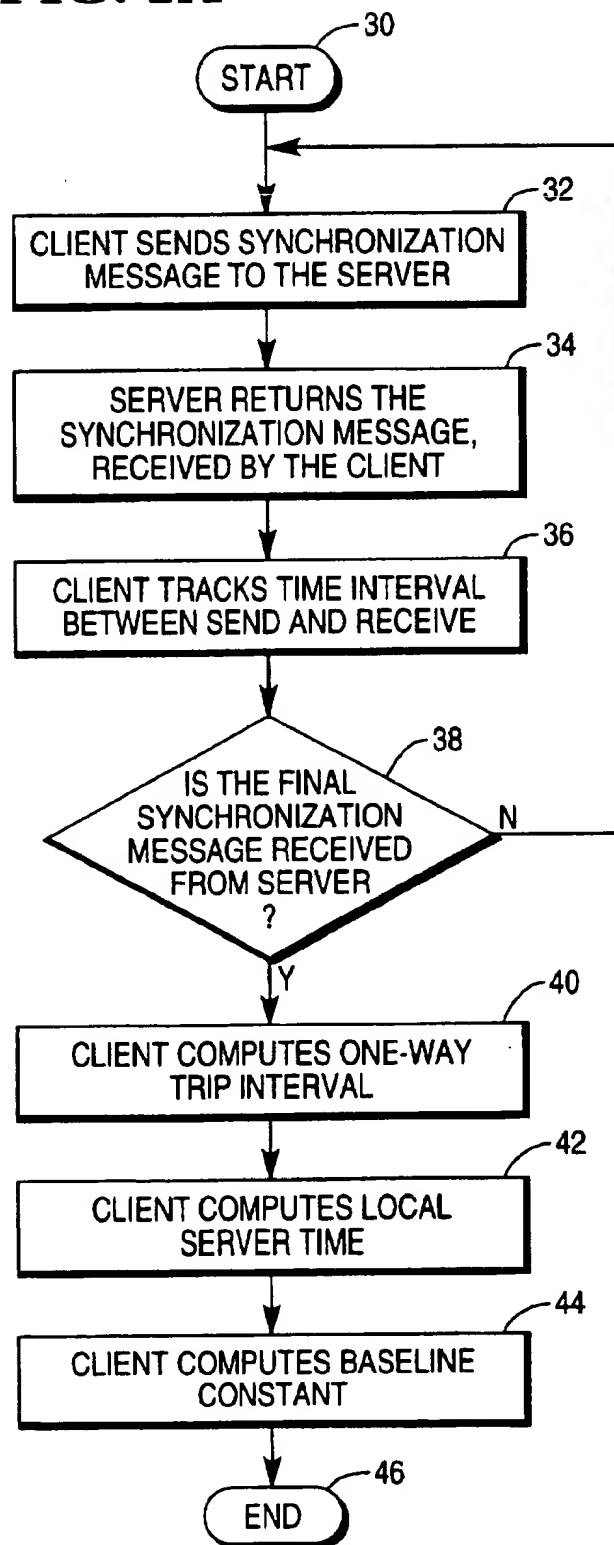 30
START
32
CLIENT SENDS SYNCHRONIZATION
MESSAGE TO THE SERVER
34
SERVER RETURNS THE
SYNCHRONIZATION MESSAGE,
RECEIVED BY THE CLIENT
36
CLIENT TRACKS TIME INTERVAL
BETWEEN SEND AND RECEIVE
38
IS THE FINAL
SYNCHRONIZATION
MESSAGE RECEIVED
FROM SERVER
?
N
Y
40
CLIENT COMPUTES ONE-WAY
TRIP INTERVAL
42
CLIENT COMPUTES LOCAL
SERVER TIME
44
CLIENT COMPUTES BASELINE
CONSTANT
46
END